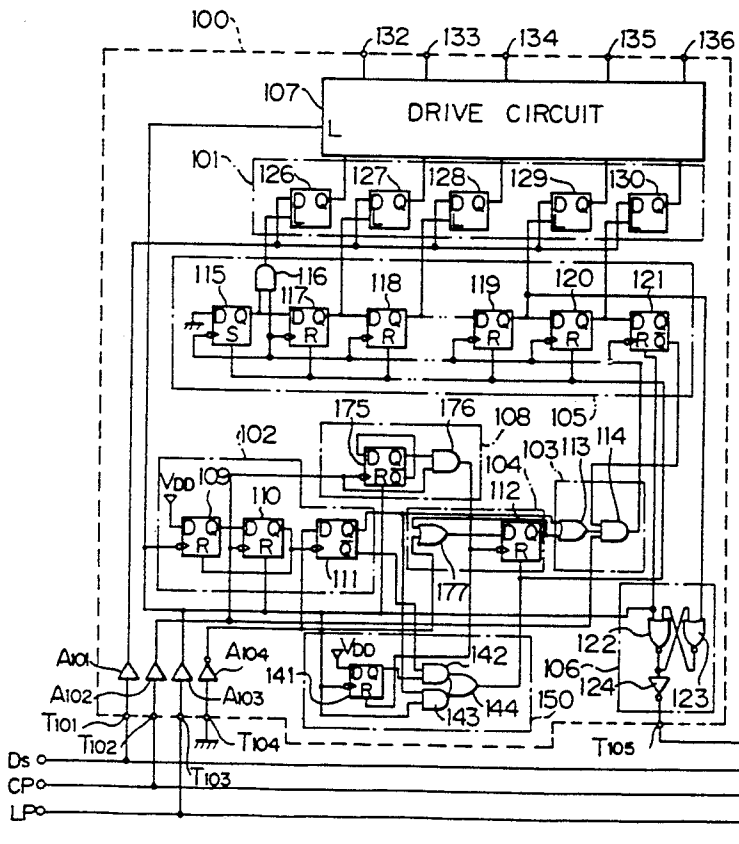 100
132 133 134 135 136
107
DRIVE CIRCUIT
L
101
126 127 128 129 130
D Q D Q D Q D Q D Q
L L L L L
115 116 117 118 119 120 121
D Q D Q D Q D Q D Q D Q
S R R R R R Q̅
105
102 175 176 108 103 113
104 114
VDD 109 110 D Q R Q̅ 112
D Q D Q D Q D Q
R R Q̅ R
111 177
A101 A102 A103 A104
VDD 142 122
141 D Q R 106
143 144 150 124 123
T101 T102 T103 T104 T105
Ds
CP
LP